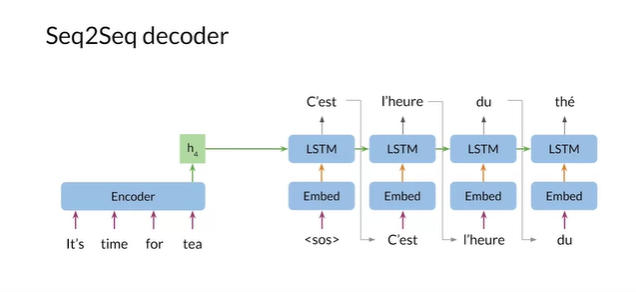 Seq2Seq decoder
C'est l'heure du thé
h4 LSTM LSTM LSTM LSTM
Encoder Embed Embed Embed Embed
It's time for tea <sos> C'est l'heure du